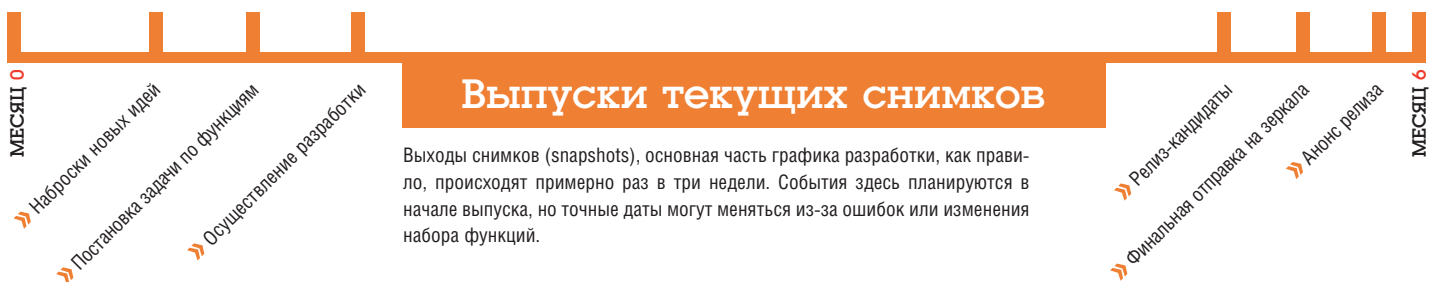 МЕСЯЦ 0
» Наброски новых идей
» Постановка задачи по функциям
» Осуществление разработки
Выпуски текущих снимков
Выходы снимков (snapshots), основная часть графика разработки, как прави-
ло, происходят примерно раз в три недели. События здесь планируются в
начале выпуска, но точные даты могут меняться из-за ошибок или изменения
набора функций.
» Релиз-кандидаты
» Финальная отправка на зеркала
» Анонс релиза
МЕСЯЦ 6